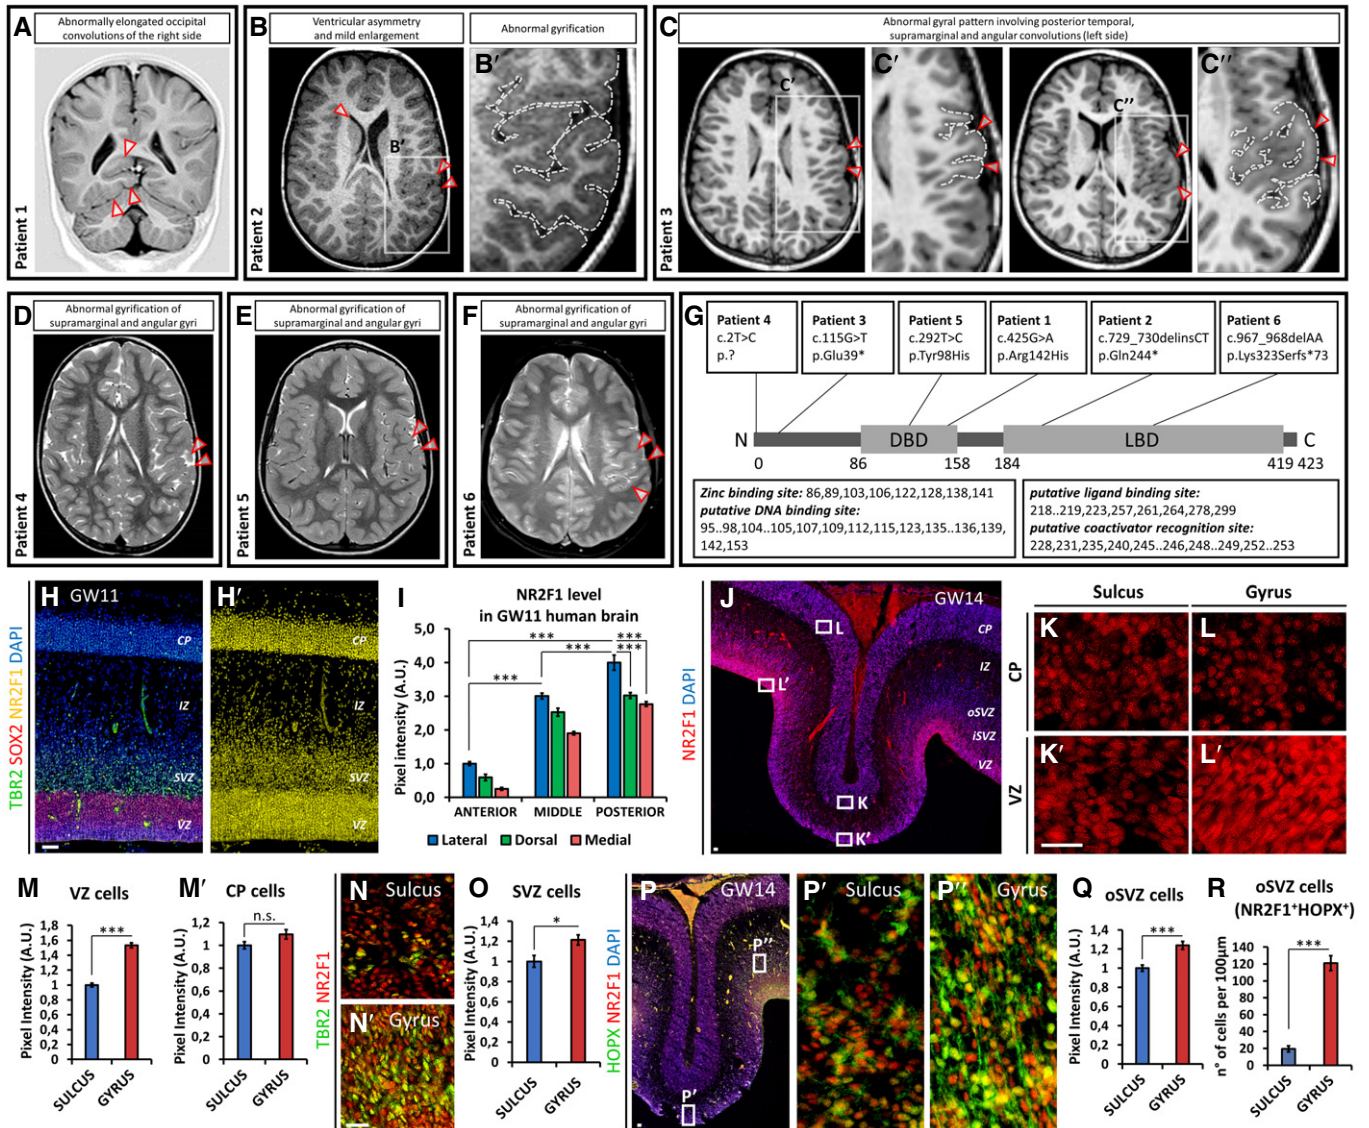 A
Abnormally elongated occipital
convolutions of the right side
Patient 1
B
Ventricular asymmetry
and mild enlargement
Abnormal gyrification
B'
B'
Patient 2
C
Abnormal gyral pattern involving posterior temporal,
supramarginal and angular convolutions (left side)
C'
C'
C''
C''
Patient 3
D
Abnormal gyrification of
supramarginal and angular gyri
Patient 4
E
Abnormal gyrification of
supramarginal and angular gyri
Patient 5
F
Abnormal gyrification of
supramarginal and angular gyri
Patient 6
G
Patient 4
c.2T>C
p.?
Patient 3
c.115G>T
p.Glu39*
Patient 5
c.292T>C
p.Tyr98His
Patient 1
c.425G>A
p.Arg142His
Patient 2
c.729_730delinsCT
p.Gln244*
Patient 6
c.967_968delAA
p.Lys323Serfs*73
N DBD LBD C
0 86 158 184 419 423
Zinc binding site: 86,89,103,106,122,128,138,141
putative DNA binding site:
95..98,104..105,107,109,112,115,123,135..136,139,
142,153
putative ligand binding site:
218..219,223,257,261,264,278,299
putative coactivator recognition site:
228,231,235,240,245..246,248..249,252..253
TBR2 SOX2 NR2F1 DAPI
H GW11
CP
IZ
SVZ
VZ
H'
CP
IZ
SVZ
VZ
I
NR2F1 level
in GW11 human brain
Pixel intensity (A.U.)
5,0
4,0
3,0
2,0
1,0
0,0
*** *** *** *** ***
ANTERIOR MIDDLE POSTERIOR
Lateral Dorsal Medial
NR2F1 DAPI
J GW14
L
L'
K
K'
CP
IZ
oSVZ
iSVZ
VZ
Sulcus Gyrus
CP
VZ
K
L
K'
L'
M
VZ cells
Pixel Intensity (A.U.)
1,8
1,6
1,4
1,2
1
0,8
0,6
0,4
0,2
0
***
SULCUS GYRUS
M'
CP cells
Pixel Intensity (A.U.)
1,2
1
0,8
0,6
0,4
0,2
0
n.s.
SULCUS GYRUS
TBR2 NR2F1
N Sulcus
N' Gyrus
O
SVZ cells
Pixel Intensity (A.U.)
1,4
1,2
1
0,8
0,6
0,4
0,2
0
*
SULCUS GYRUS
HOPX NR2F1 DAPI
P GW14
P''
P'
P' Sulcus
P'' Gyrus
Q
oSVZ cells
Pixel Intensity (A.U.)
1,4
1,2
1
0,8
0,6
0,4
0,2
0
***
SULCUS GYRUS
R
oSVZ cells
(NR2F1⁺HOPX⁺)
n° of cells per 100µm
140
120
100
80
60
40
20
0
***
SULCUS GYRUS